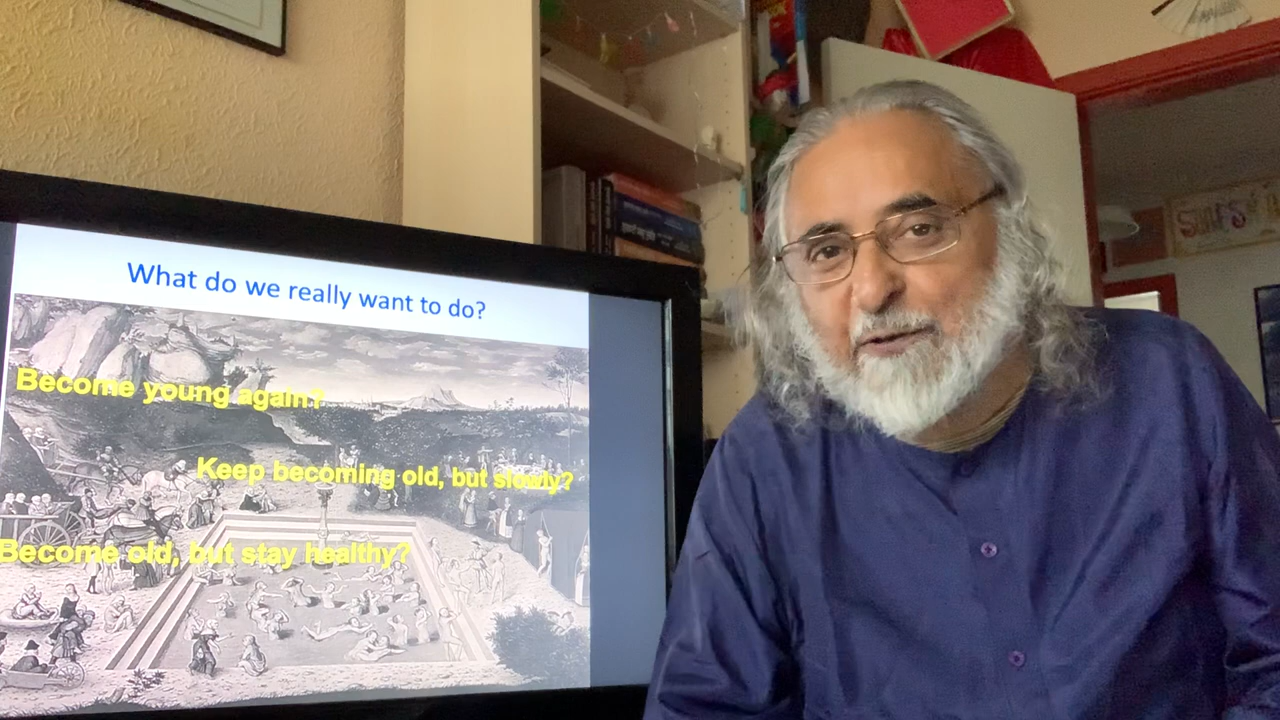 What do we really want to do?
Become young again?
Keep becoming old, but slowly?
Become old, but stay healthy?